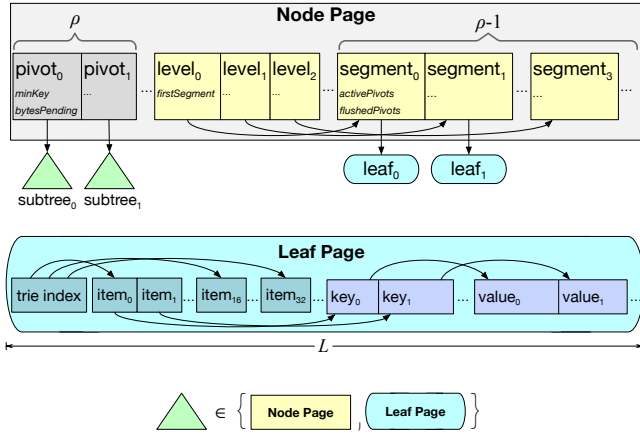 Node Page
ρ
ρ-1
pivot₀ pivot₁ level₀ level₁ level₂ segment₀ segment₁ segment₃
minKey ... ... firstSegment ... ... ... activePivots ... ... ...
bytesPending flushedPivots
leaf₀ leaf₁
subtree₀ subtree₁
Leaf Page
trie index item₀ item₁ ... item₁₆ ... item₃₂ ... key₀ key₁ ... value₀ value₁ ...
L
∈ { Node Page , Leaf Page }